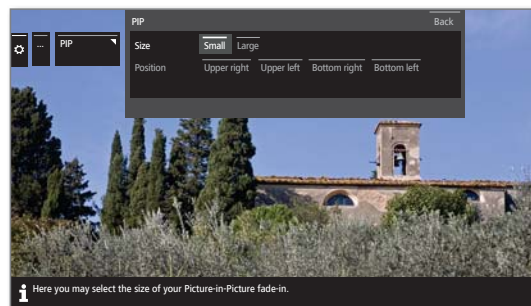 PIP Back
... PIP
Size Small Large
Position Upper right Upper left Bottom right Bottom left
Here you may select the size of your Picture-in-Picture fade-in.